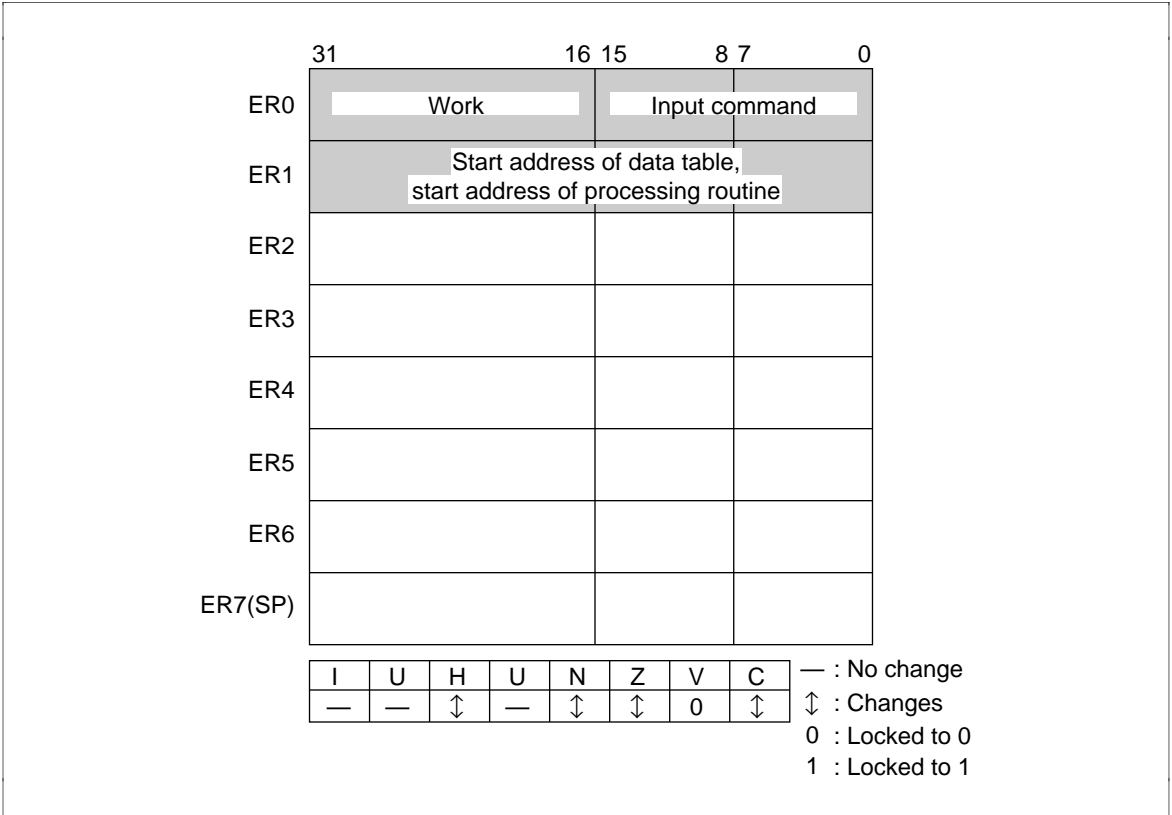 31 16 15 8 7 0
ER0 Work Input command
ER1 Start address of data table,
start address of processing routine
ER2
ER3
ER4
ER5
ER6
ER7(SP)
I U H U N Z V C
— — ↕ — ↕ ↕ 0 ↕
— : No change
↕ : Changes
0 : Locked to 0
1 : Locked to 1